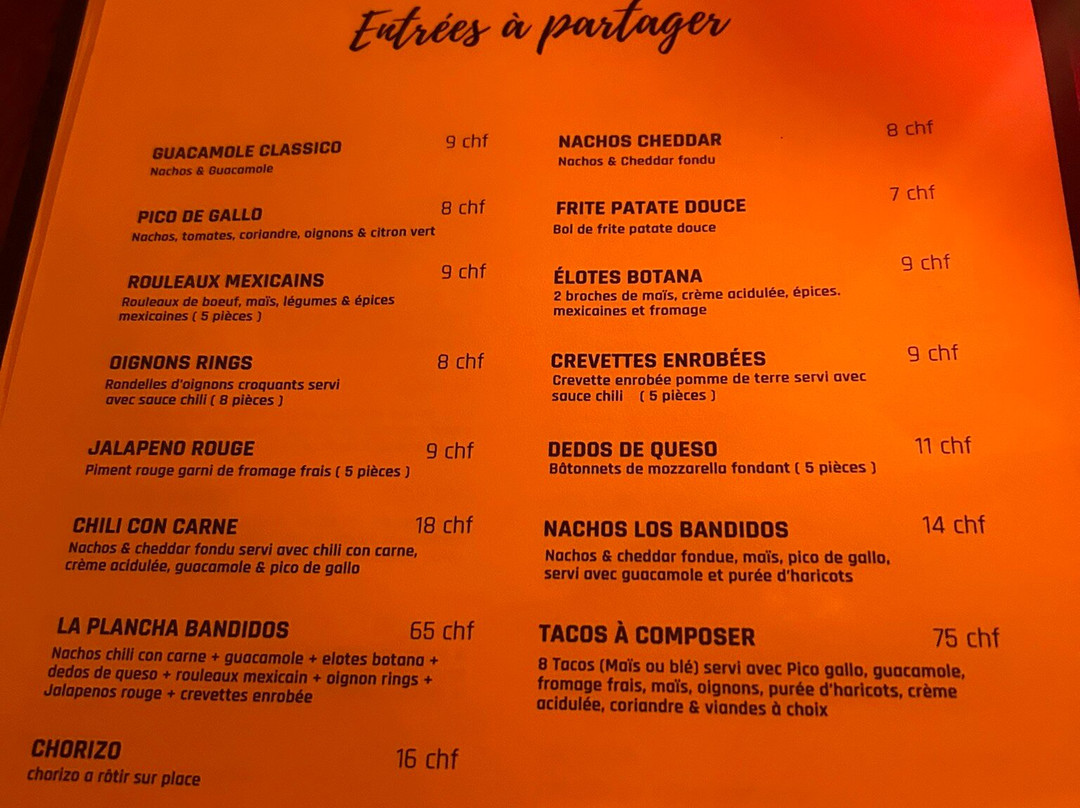 Entrées à partager
GUACAMOLE CLASSICO 9 chf
Nachos & Guacamole
PICO DE GALLO 8 chf
Nachos, tomates, coriandre, oignons & citron vert
ROULEAUX MEXICAINS 9 chf
Rouleaux de boeuf, maïs, légumes & épices
mexicaines ( 5 pièces )
OIGNONS RINGS 8 chf
Rondelles d'oignons croquants servi
avec sauce chili ( 8 pièces )
JALAPENO ROUGE 9 chf
Piment rouge garni de fromage frais ( 5 pièces )
CHILI CON CARNE 18 chf
Nachos & cheddar fondu servi avec chili con carne,
crème acidulée, guacamole & pico de gallo
LA PLANCHA BANDIDOS 65 chf
Nachos chili con carne + guacamole + elotes botana +
dedos de queso + rouleaux mexicain + oignon rings +
Jalapenos rouge + crevettes enrobée
CHORIZO 16 chf
chorizo a rôtir sur place
NACHOS CHEDDAR 8 chf
Nachos & Cheddar fondu
FRITE PATATE DOUCE 7 chf
Bol de frite patate douce
ÉLOTES BOTANA 9 chf
2 broches de maïs, crème acidulée, épices.
mexicaines et fromage
CREVETTES ENROBÉES 9 chf
Crevette enrobée pomme de terre servi avec
sauce chili ( 5 pièces )
DEDOS DE QUESO 11 chf
Bâtonnets de mozzarella fondant ( 5 pièces )
NACHOS LOS BANDIDOS 14 chf
Nachos & cheddar fondue, maïs, pico de gallo,
servi avec guacamole et purée d'haricots
TACOS À COMPOSER 75 chf
8 Tacos (Maïs ou blé) servi avec Pico gallo, guacamole,
fromage frais, maïs, oignons, purée d'haricots, crème
acidulée, coriandre & viandes à choix